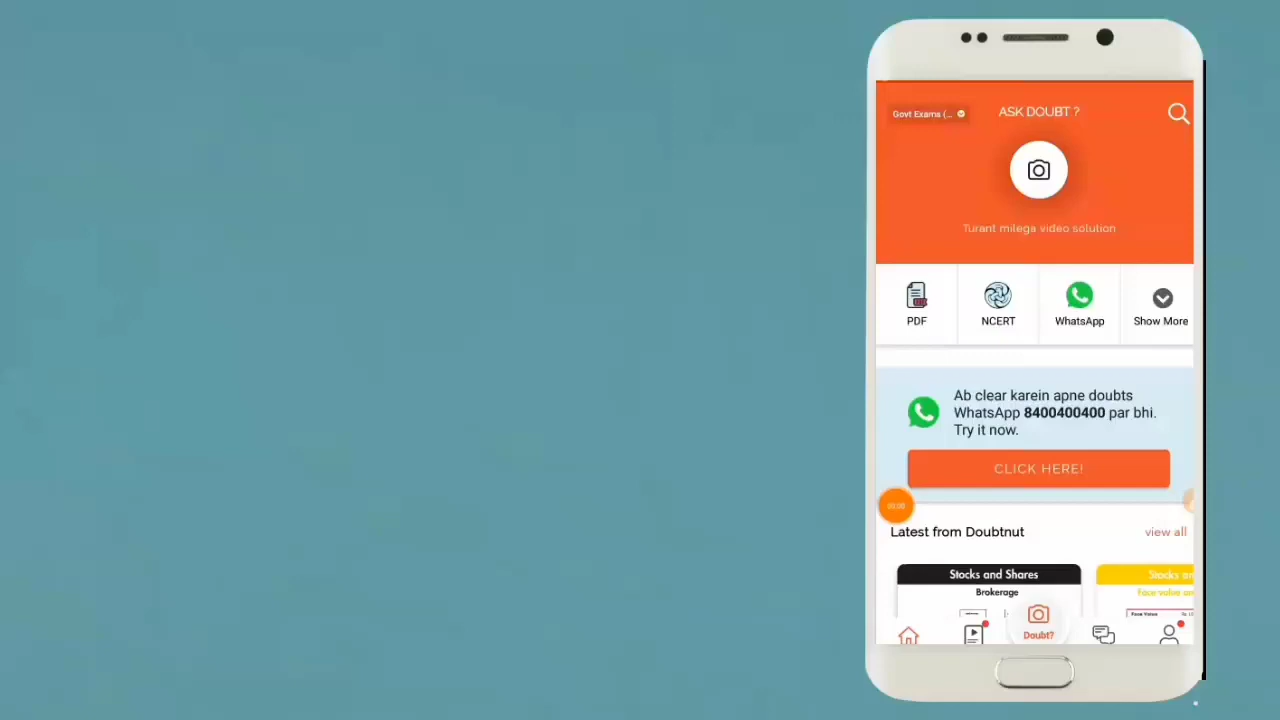 Govt Exams (...
ASK DOUBT ?
Turant milega video solution
PDF
NCERT
WhatsApp
Show More
Ab clear karein apne doubts
WhatsApp 8400400400 par bhi.
Try it now.
CLICK HERE!
00:00
Latest from Doubtnut
view all
Stocks and Shares
Brokerage
Stocks an
Face value an
Face Value
Doubt?